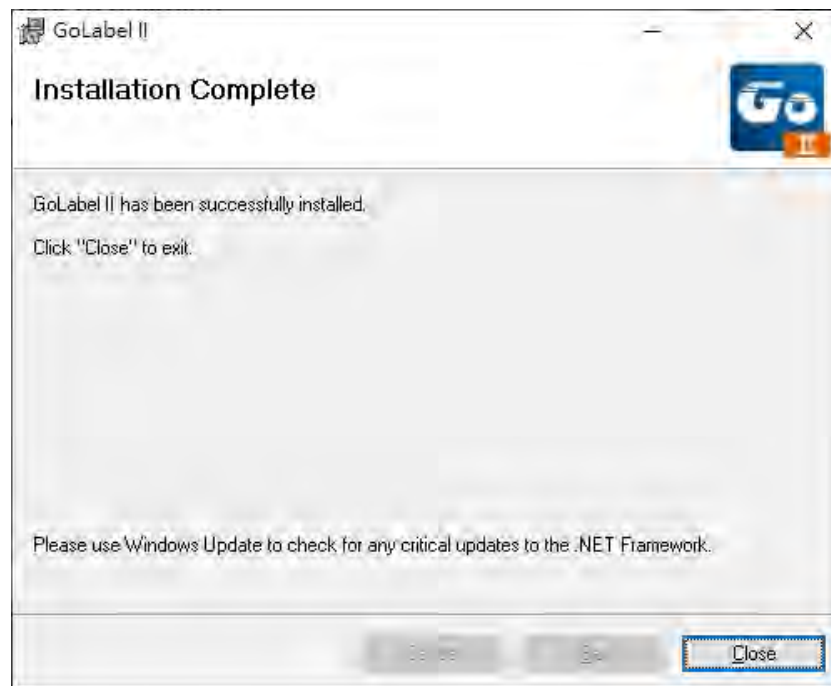 GoLabel II
Installation Complete
Go
II
GoLabel II has been successfully installed.
Click "Close" to exit.
Please use Windows Update to check for any critical updates to the .NET Framework.
Close